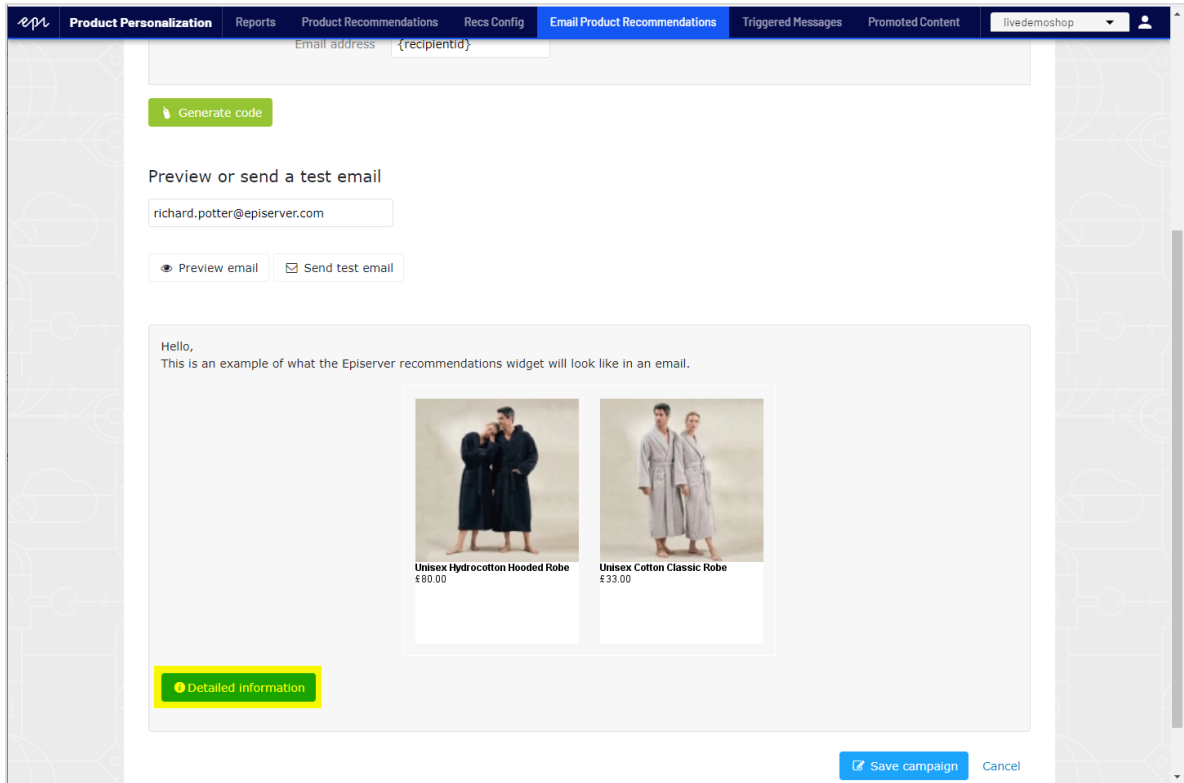 epi Product Personalization Reports Product Recommendations Recs Config Email Product Recommendations Triggered Messages Promoted Content livedemoshop
Email address {recipientid}
Generate code
Preview or send a test email
richard.potter@episerver.com
Preview email Send test email
Hello,
This is an example of what the Episerver recommendations widget will look like in an email.
Unisex Hydrocotton Hooded Robe Unisex Cotton Classic Robe
£80.00 £33.00
Detailed information
Save campaign Cancel